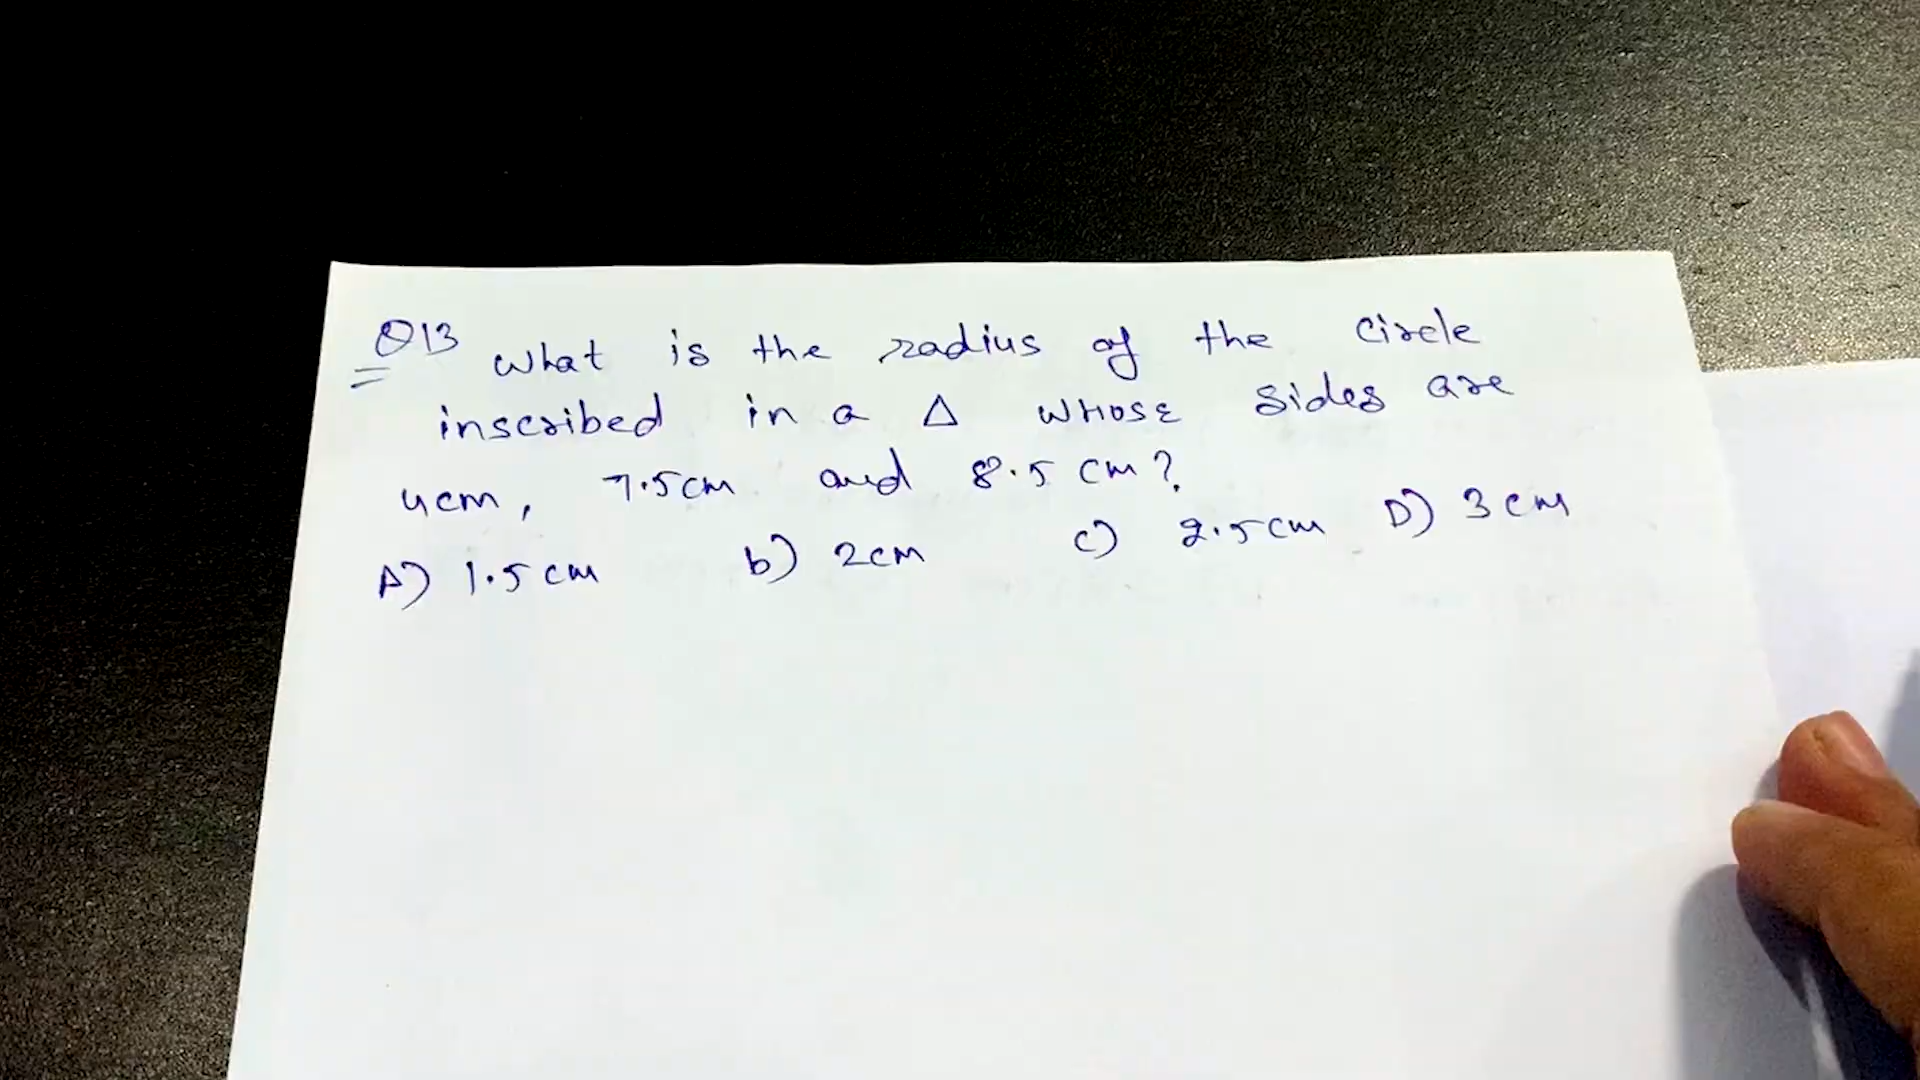 Q13 What is the radius of the circle
inscribed in a Δ whose sides are
4cm, 7.5cm and 8.5 cm?
A) 1.5 cm b) 2cm c) 2.5cm D) 3 cm